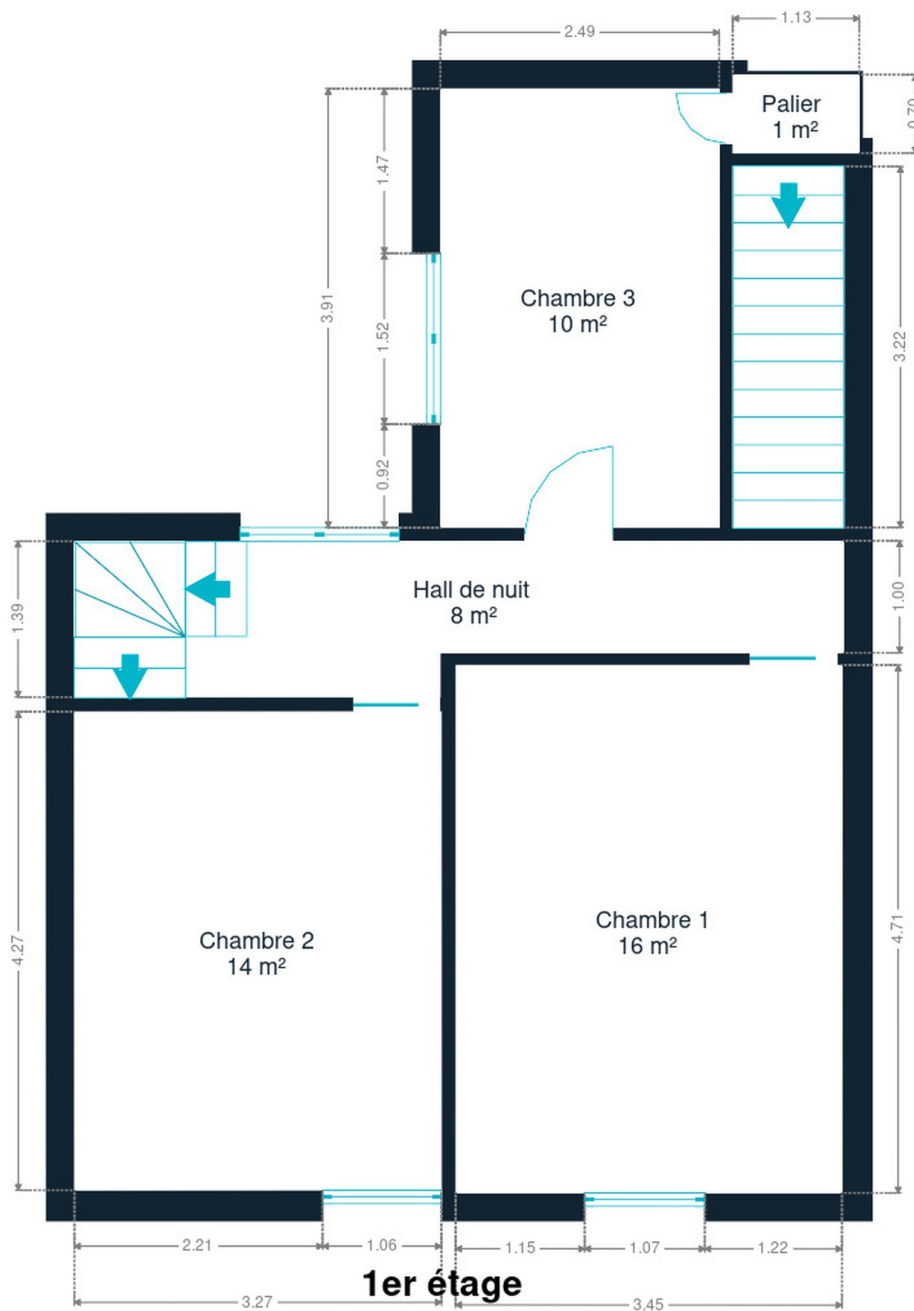 1.13
2.49
Palier
1 m²
0.70
1.47
3.91
Chambre 3
10 m²
1.52
3.22
0.92
Hall de nuit
8 m²
1.00
1.39
Chambre 1
16 m²
4.71
Chambre 2
14 m²
4.27
2.21
1.06
1.15
1.07
1.22
1er étage
3.27
3.45